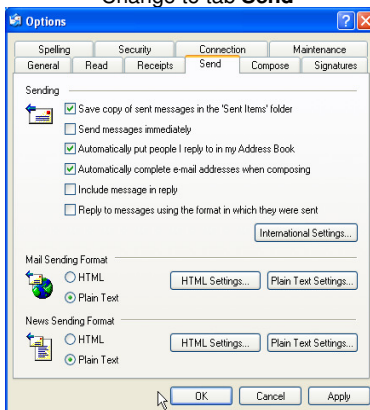 Change to tab Send
Options
Spelling Security Connection Maintenance
General Read Receipts Send Compose Signatures
Sending
Save copy of sent messages in the 'Sent Items' folder
Send messages immediately
Automatically put people I reply to in my Address Book
Automatically complete e-mail addresses when composing
Include message in reply
Reply to messages using the format in which they were sent
International Settings...
Mail Sending Format
HTML HTML Settings... Plain Text Settings...
Plain Text
News Sending Format
HTML HTML Settings... Plain Text Settings...
Plain Text
OK Cancel Apply